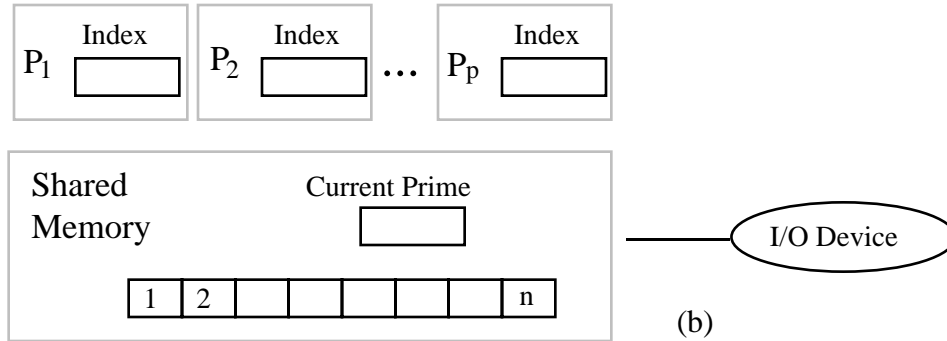 Index Index Index
P1 P2 ... Pp
Shared
Memory
Current Prime
I/O Device
1 2 n
(b)